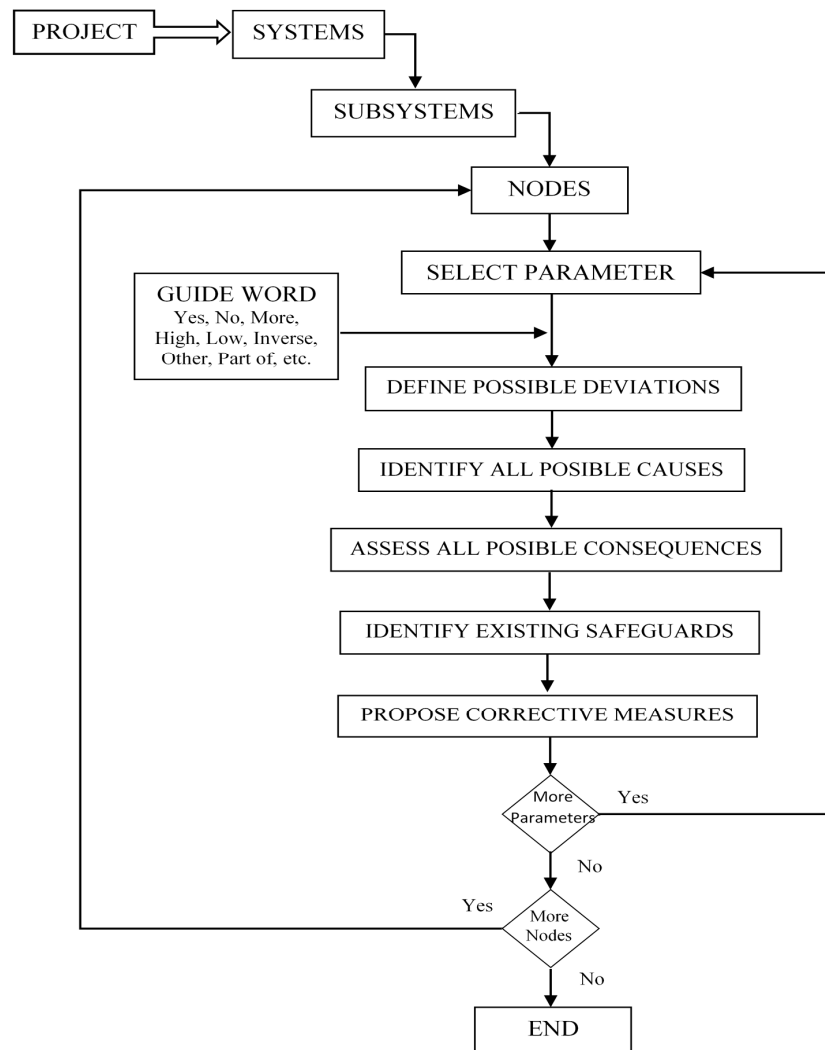 PROJECT
SYSTEMS
SUBSYSTEMS
NODES
SELECT PARAMETER
GUIDE WORD
Yes, No, More,
High, Low, Inverse,
Other, Part of, etc.
DEFINE POSSIBLE DEVIATIONS
IDENTIFY ALL POSIBLE CAUSES
ASSESS ALL POSIBLE CONSEQUENCES
IDENTIFY EXISTING SAFEGUARDS
PROPOSE CORRECTIVE MEASURES
More
Parameters
Yes
No
Yes
More
Nodes
No
END